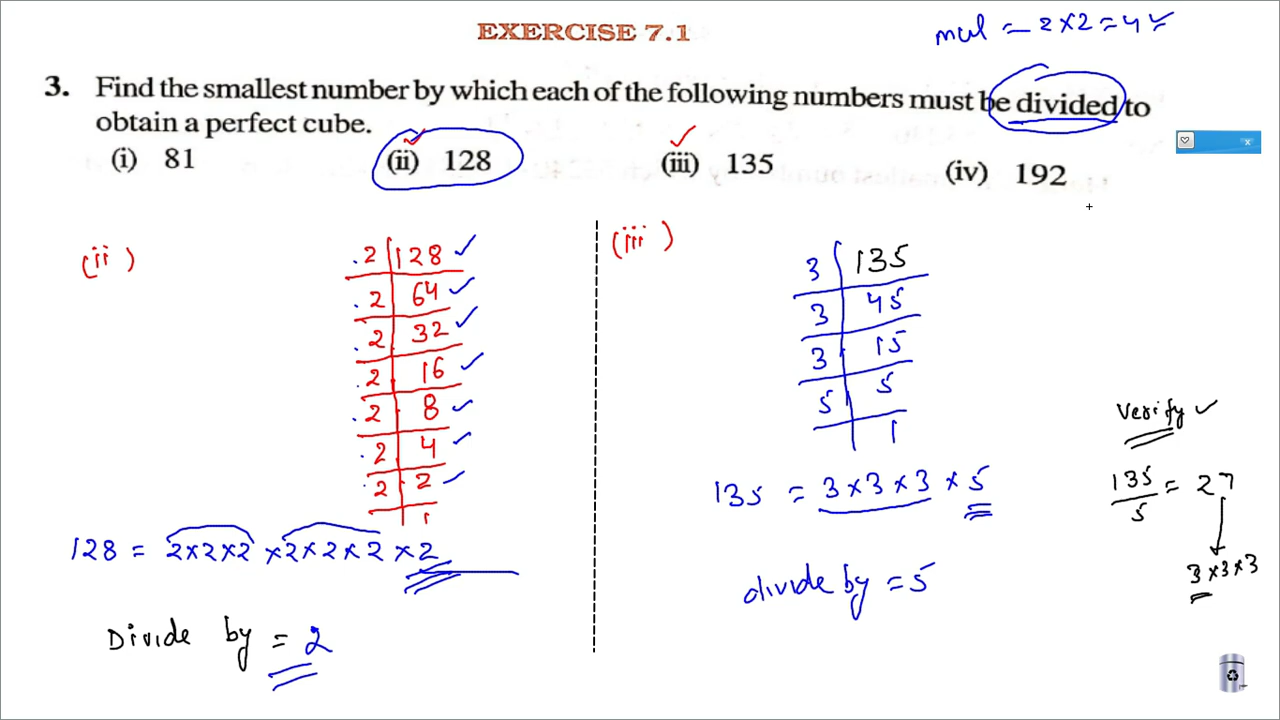 mul = 2×2=4
EXERCISE 7.1
3. Find the smallest number by which each of the following numbers must be divided to
obtain a perfect cube.
(i) 81 (ii) 128 (iii) 135 (iv) 192
(ii)
2 | 128
2 | 64
2 | 32
2 | 16
2 | 8
2 | 4
2 | 2
1
128 = 2×2×2 ×2×2×2 ×2
Divide by = 2
(iii)
3 | 135
3 | 45
3 | 15
5 | 5
1
135 = 3×3×3 × 5
divide by = 5
Verify
135/5 = 27
3×3×3